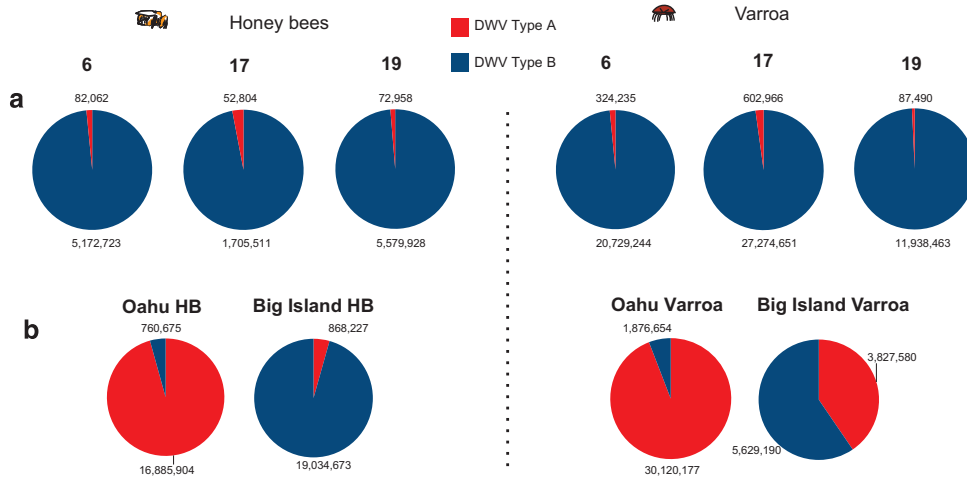 Honey bees
DWV Type A
DWV Type B
Varroa
6 17 19
6 17 19
a
82,062 52,804 72,958
324,235 602,966 87,490
5,172,723 1,705,511 5,579,928
20,729,244 27,274,651 11,938,463
b
Oahu HB Big Island HB
Oahu Varroa Big Island Varroa
760,675 868,227
1,876,654 3,827,580
16,885,904 19,034,673
30,120,177 5,629,190